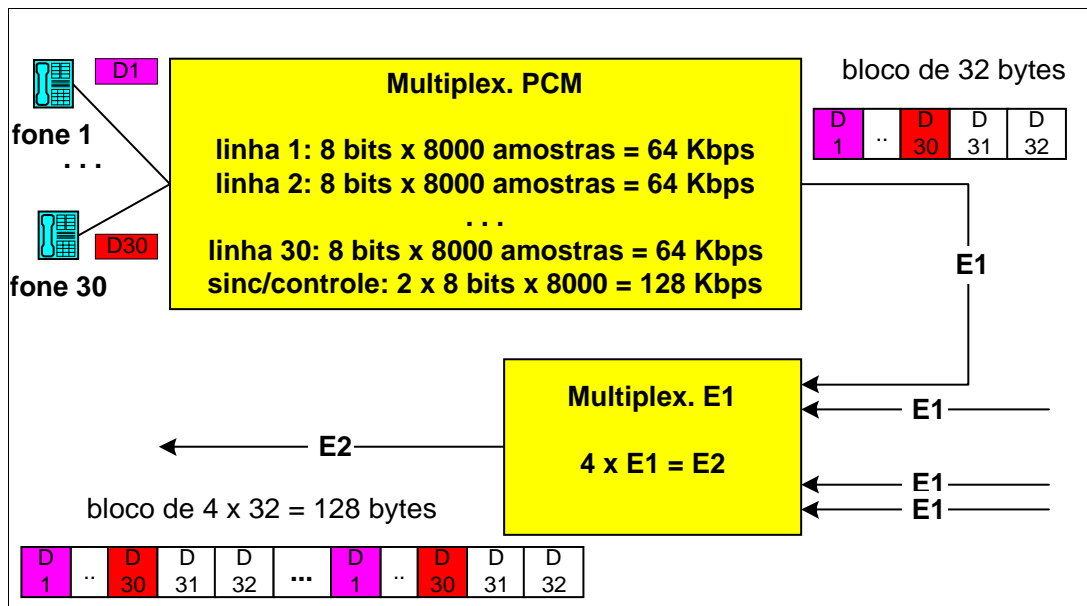 D1
fone 1
. . .
D30
fone 30
Multiplex. PCM
linha 1: 8 bits x 8000 amostras = 64 Kbps
linha 2: 8 bits x 8000 amostras = 64 Kbps
. . .
linha 30: 8 bits x 8000 amostras = 64 Kbps
sinc/controle: 2 x 8 bits x 8000 = 128 Kbps
bloco de 32 bytes
D 1 .. D 30 D 31 D 32
E1
Multiplex. E1
4 x E1 = E2
E1
E1
E1
E2
bloco de 4 x 32 = 128 bytes
D 1 .. D 30 D 31 D 32 ... D 1 .. D 30 D 31 D 32